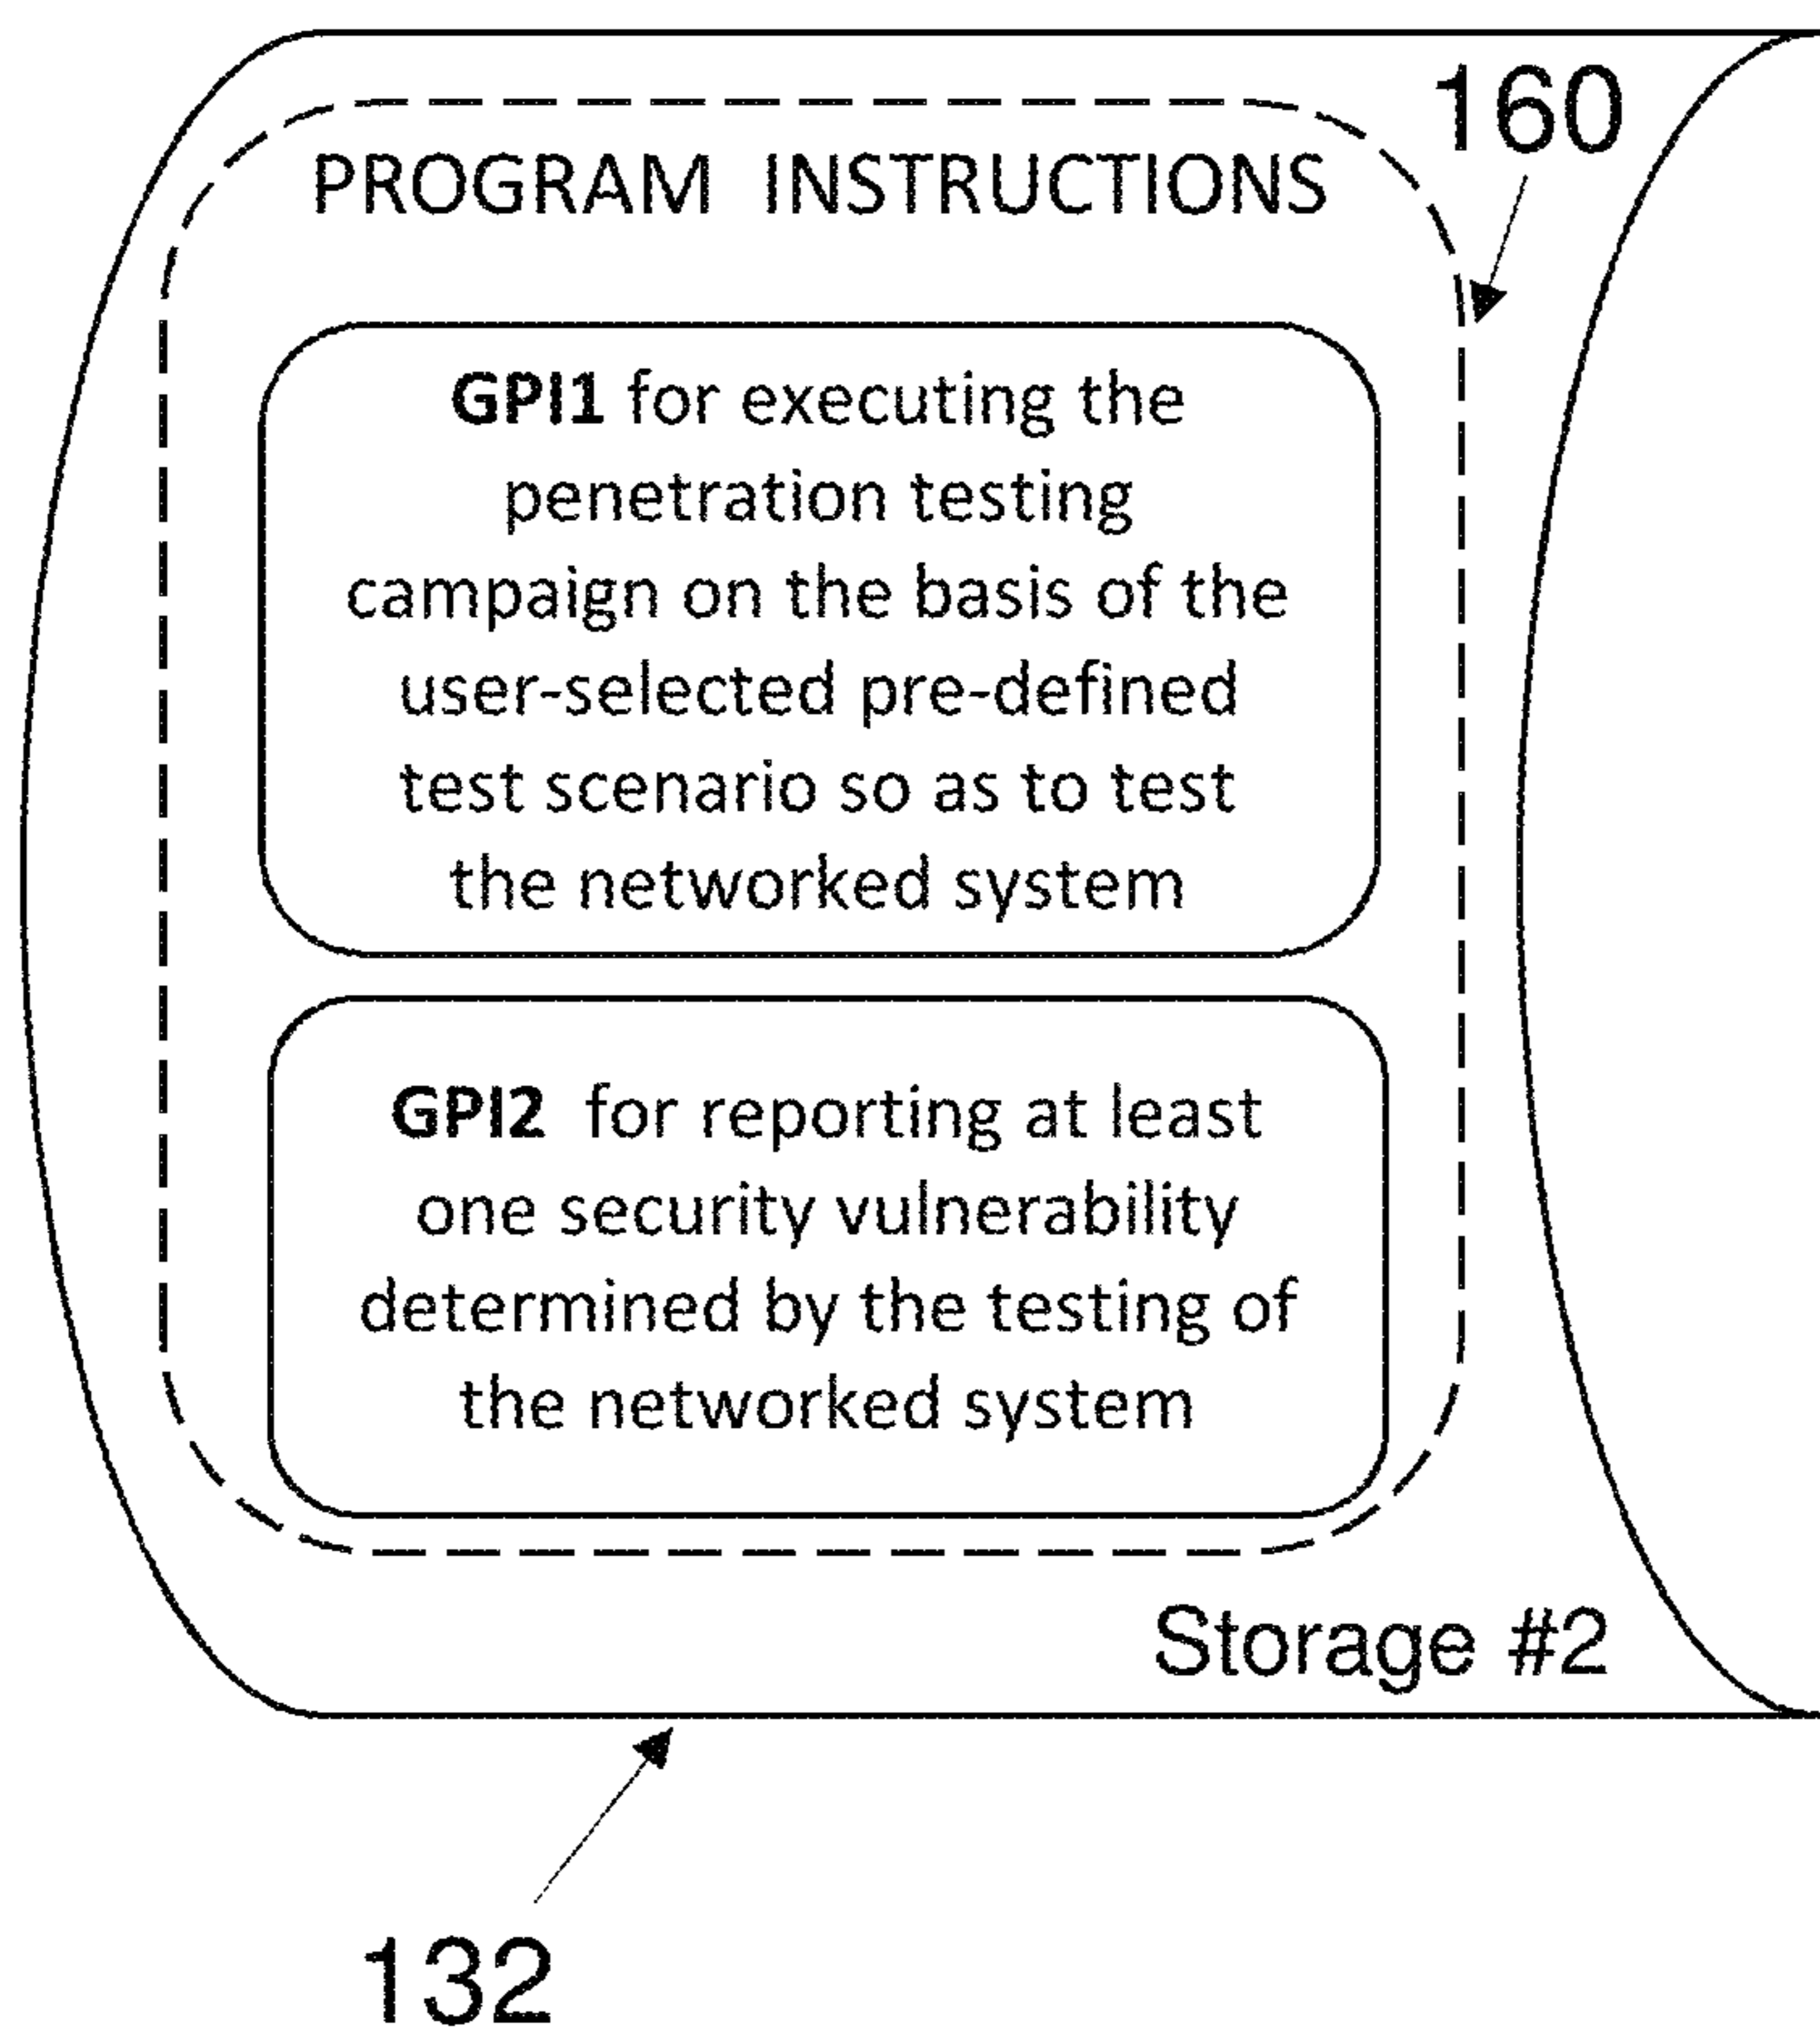 160
PROGRAM INSTRUCTIONS
GPI1 for executing the
penetration testing
campaign on the basis of the
user-selected pre-defined
test scenario so as to test
the networked system
GPI2 for reporting at least
one security vulnerability
determined by the testing of
the networked system
Storage #2
132